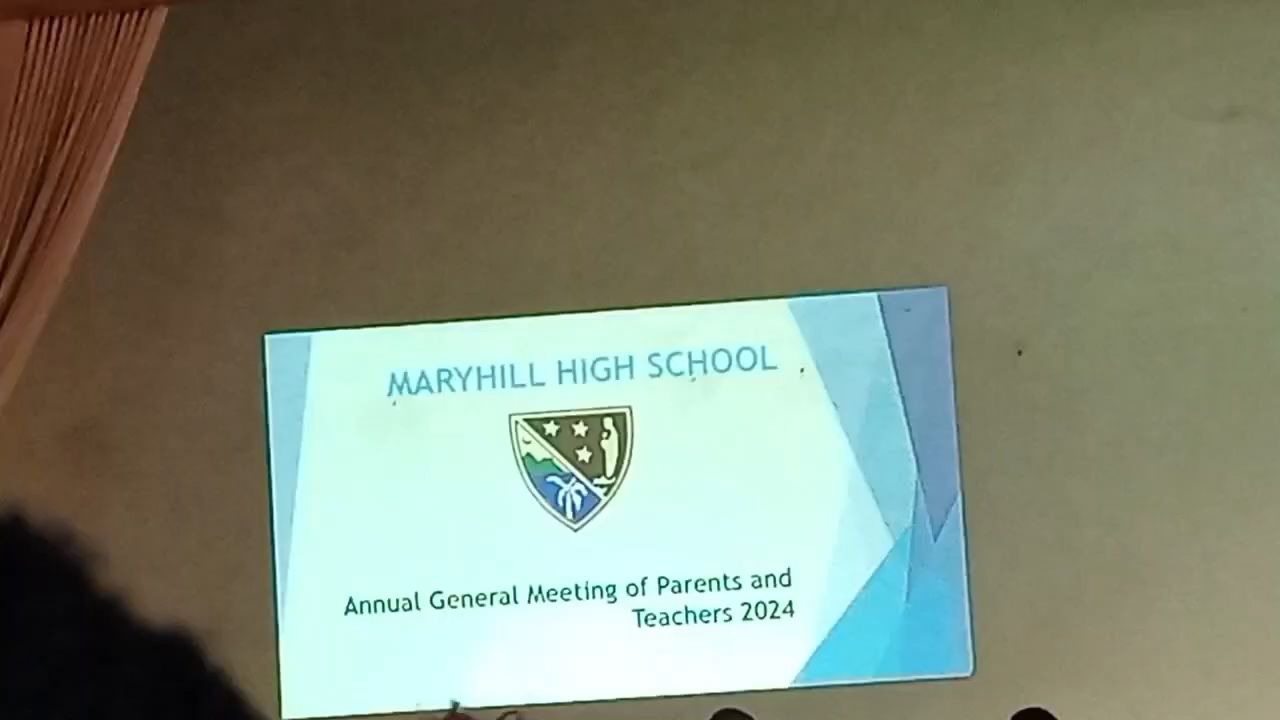 MARYHILL HIGH SCHOOL
Annual General Meeting of Parents and
Teachers 2024